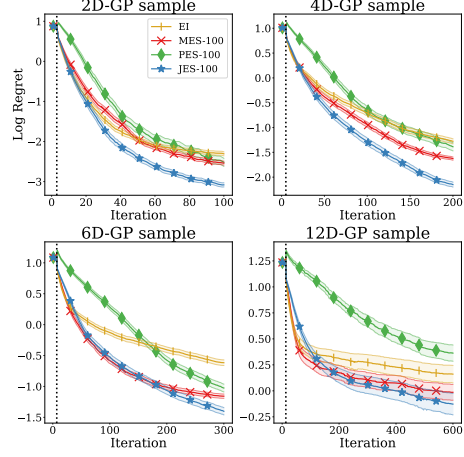 2D-GP sample
4D-GP sample
EI
MES-100
PES-100
JES-100
Log Regret
1
0
−1
−2
−3
0 20 40 60 80 100
Iteration
1.0
0.5
0.0
−0.5
−1.0
−1.5
−2.0
0 50 100 150 200
Iteration
6D-GP sample
12D-GP sample
1.0
0.5
0.0
−0.5
−1.0
−1.5
0 50 100 150 200 250 300
Iteration
1.25
1.00
0.75
0.50
0.25
0.00
−0.25
0 200 400 600
Iteration